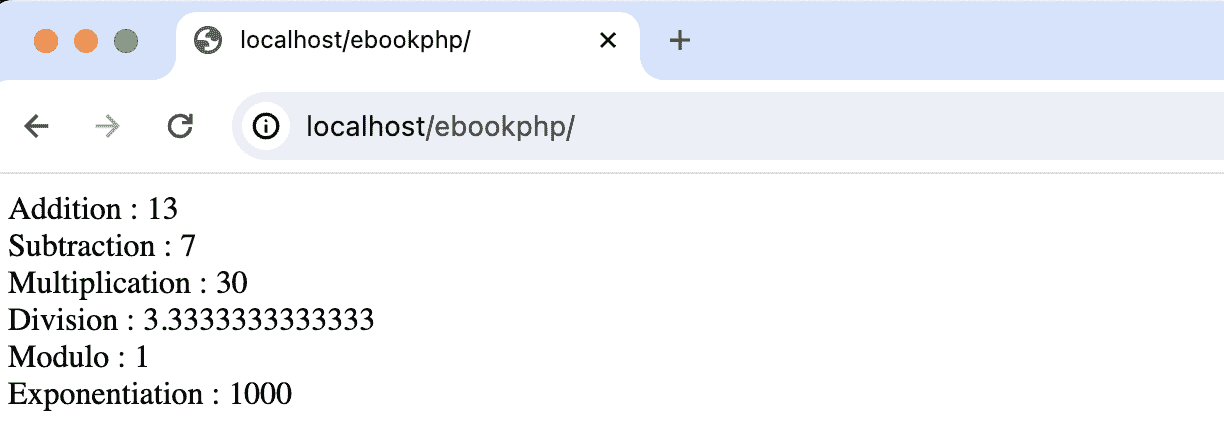 localhost/ebookphp/
localhost/ebookphp/
Addition : 13
Subtraction : 7
Multiplication : 30
Division : 3.3333333333333
Modulo : 1
Exponentiation : 1000